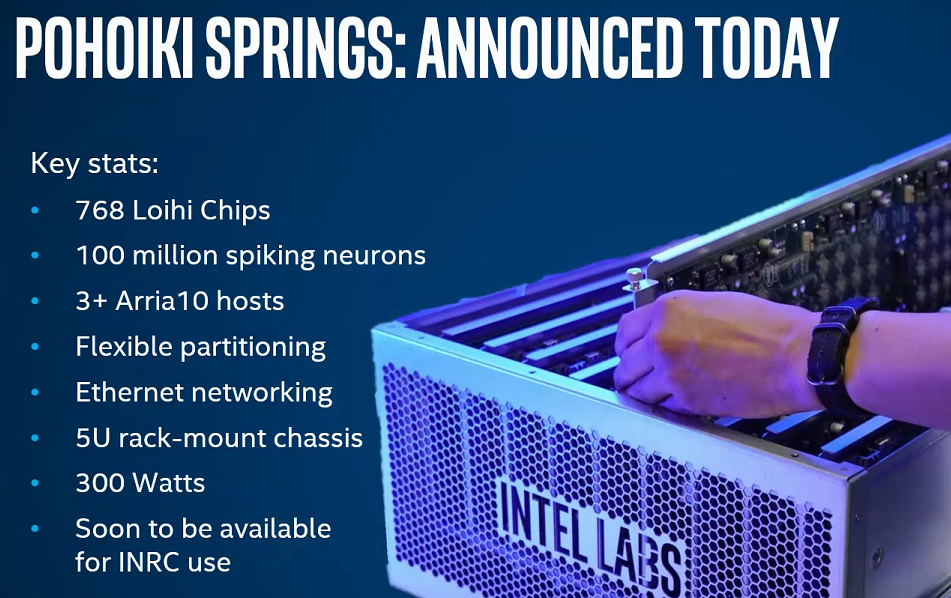 POHOIKI SPRINGS: ANNOUNCED TODAY
Key stats:
• 768 Loihi Chips
• 100 million spiking neurons
• 3+ Arria10 hosts
• Flexible partitioning
• Ethernet networking
• 5U rack-mount chassis
• 300 Watts
• Soon to be available
for INRC use
INTEL LABS